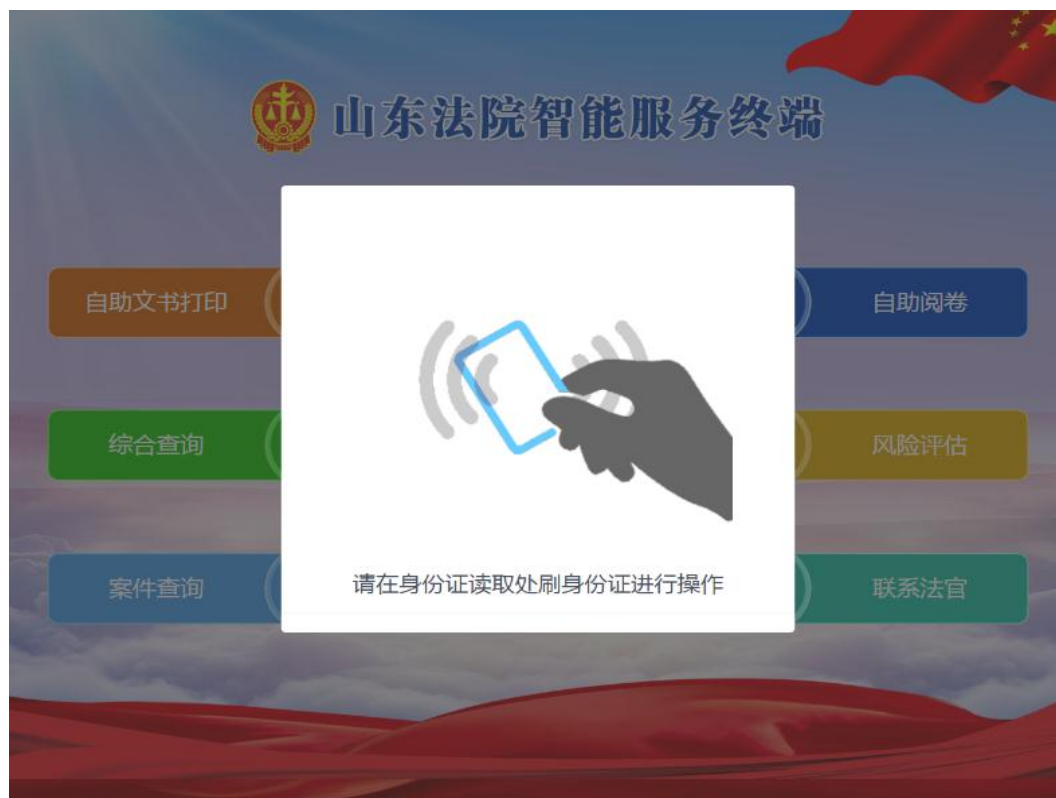 山东法院智能服务终端
自助文书打印
自助阅卷
综合查询
风险评估
案件查询
联系法官
请在身份证读取处刷身份证进行操作